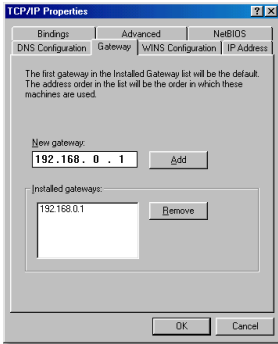 TCP/IP Properties
Bindings Advanced NetBIOS
DNS Configuration Gateway WINS Configuration IP Address
The first gateway in the Installed Gateway list will be the default.
The address order in the list will be the order in which these
machines are used.
New gateway:
192.168. 0 . 1 Add
Installed gateways:
192.168.0.1 Remove
OK Cancel